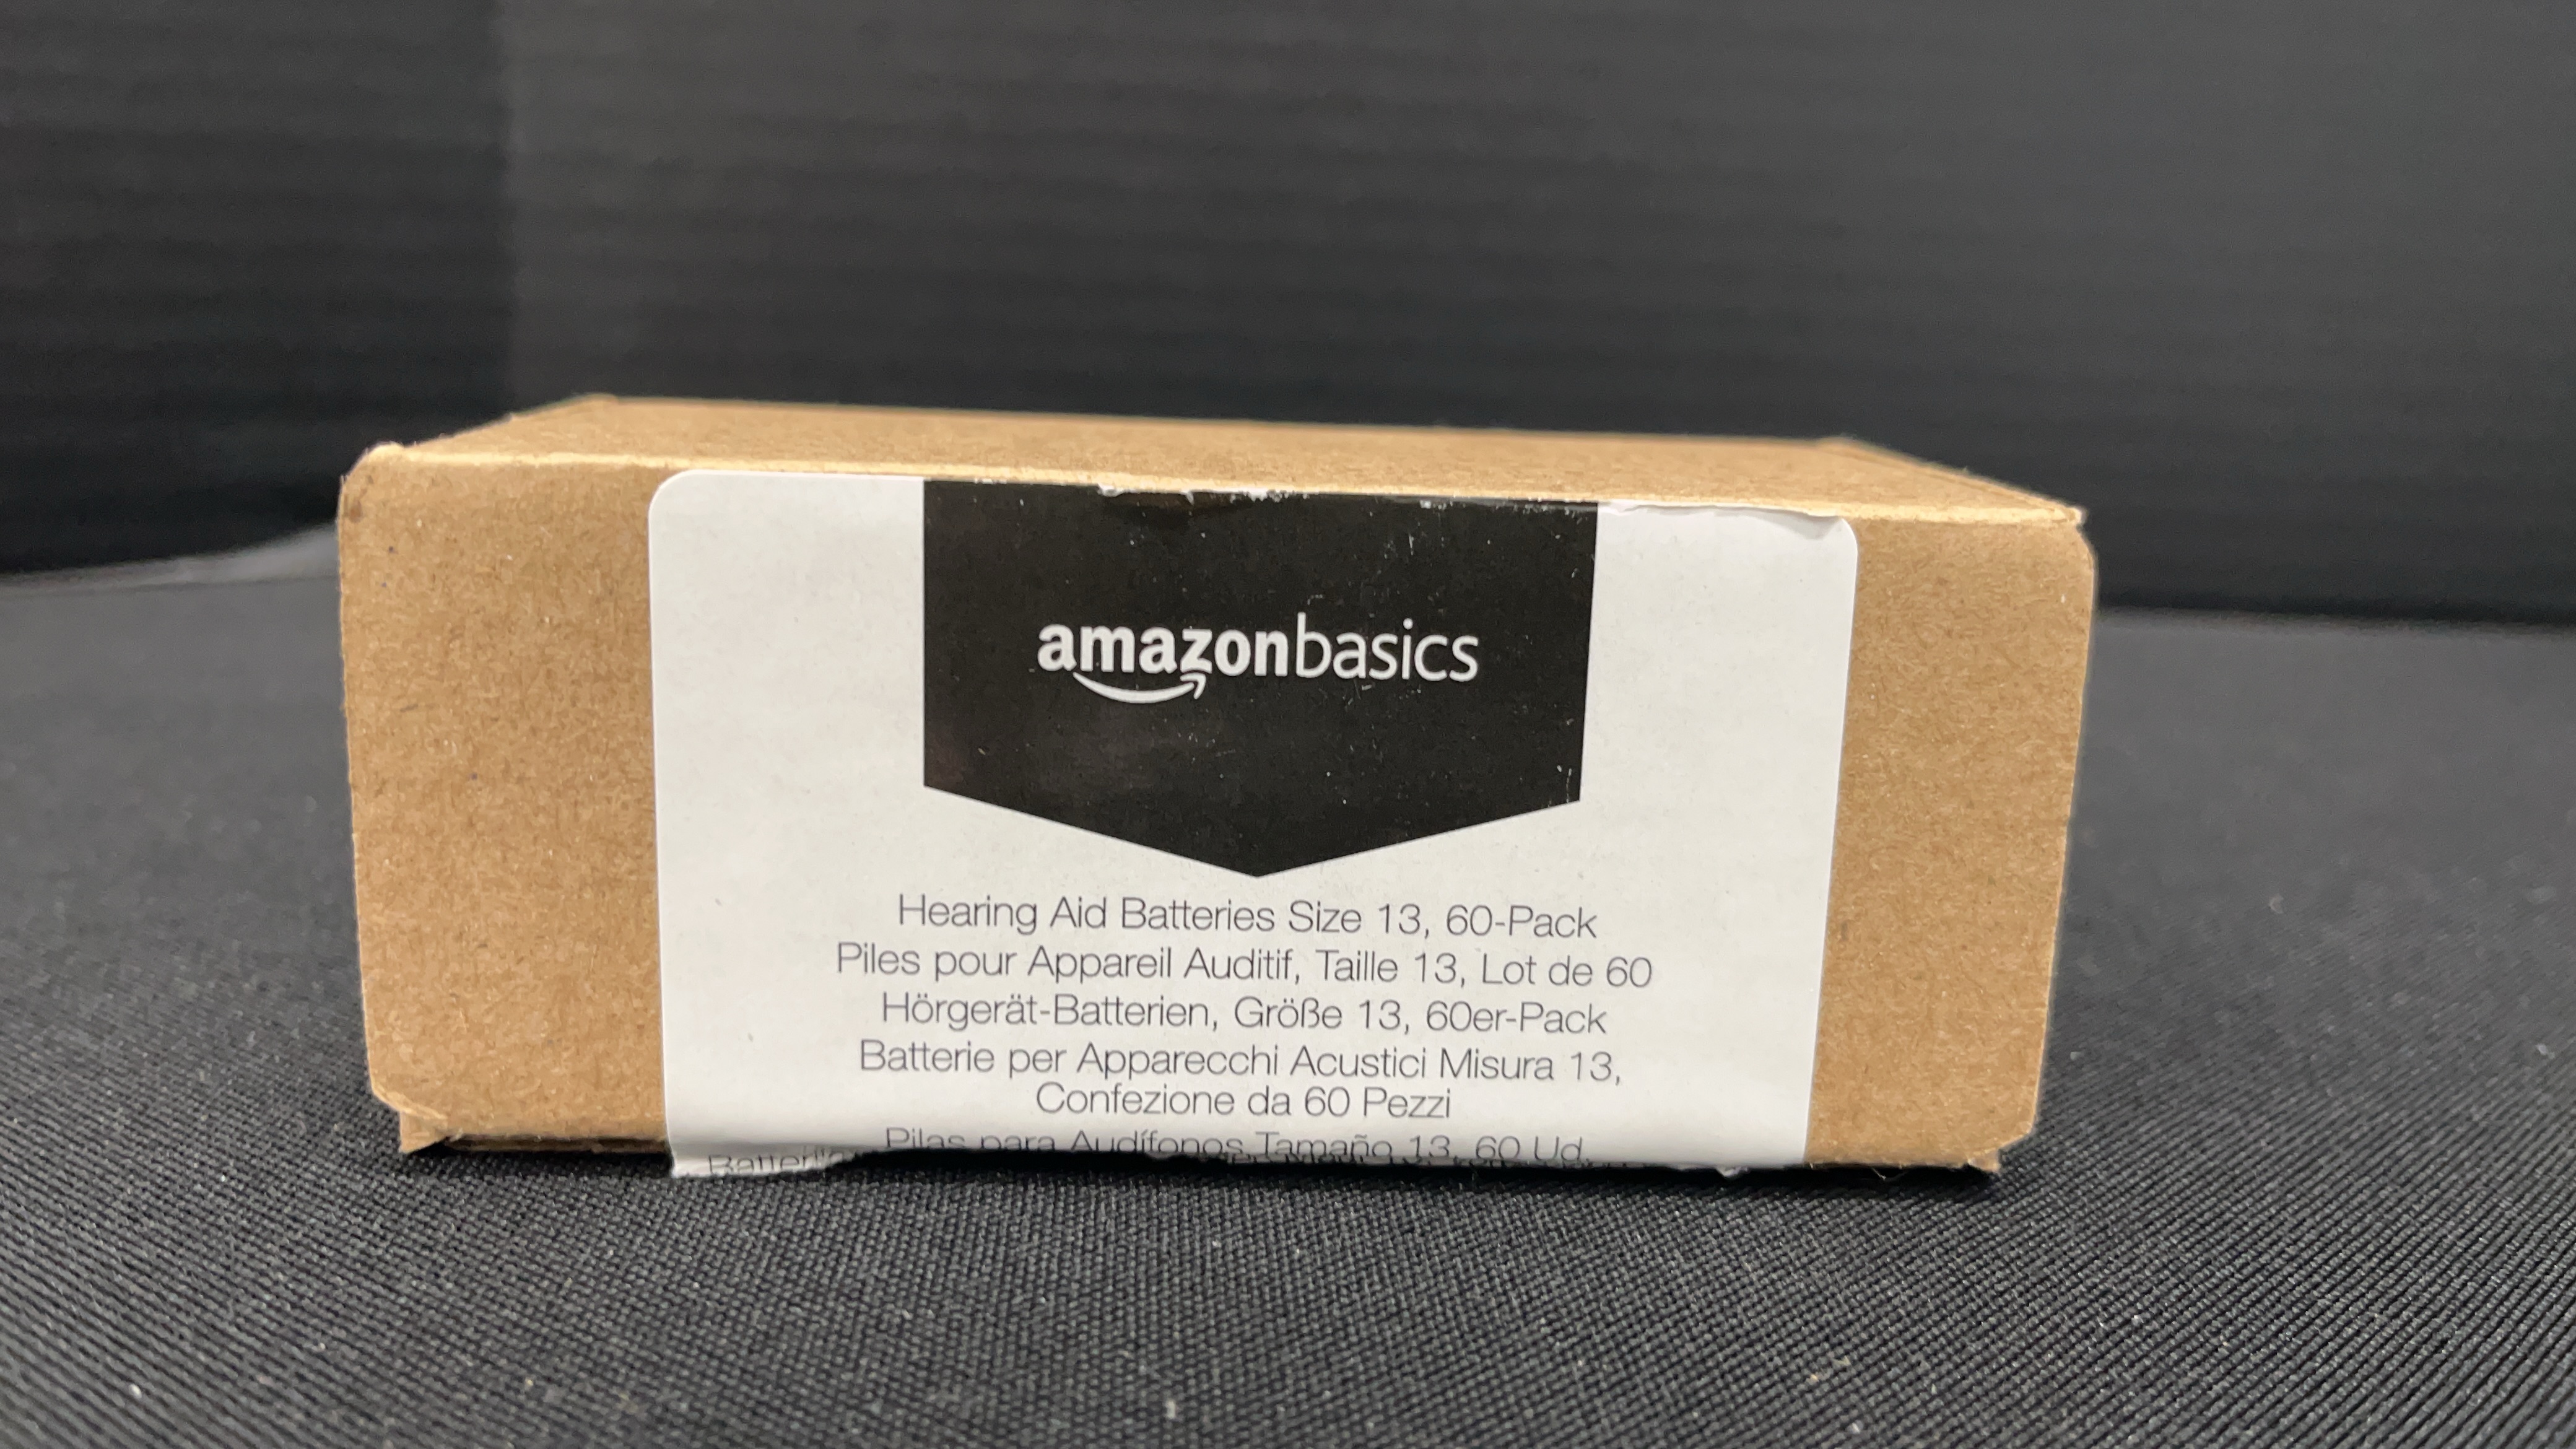 amazonbasics
Hearing Aid Batteries Size 13, 60-Pack
Piles pour Appareil Auditif, Taille 13, Lot de 60
Hörgerät-Batterien, Größe 13, 60er-Pack
Batterie per Apparecchi Acustici Misura 13,
Confezione da 60 Pezzi
Pilas para Audífonos Tamaño 13, 60 Ud.